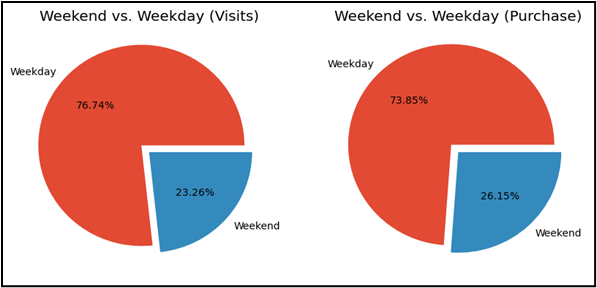 Weekend vs. Weekday (Visits)
Weekday
76.74%
23.26%
Weekend
Weekend vs. Weekday (Purchase)
Weekday
73.85%
26.15%
Weekend